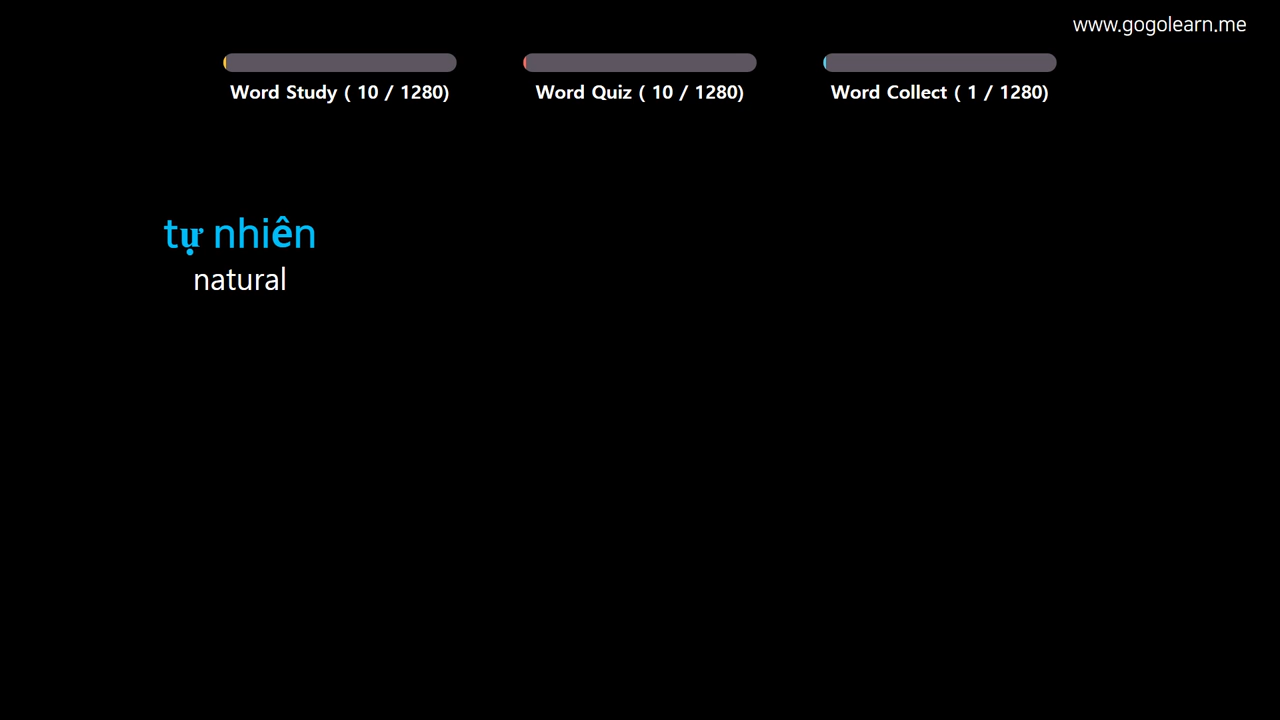 www.gogolearn.me
Word Study ( 10 / 1280)
Word Quiz ( 10 / 1280)
Word Collect ( 1 / 1280)
tự nhiên
natural